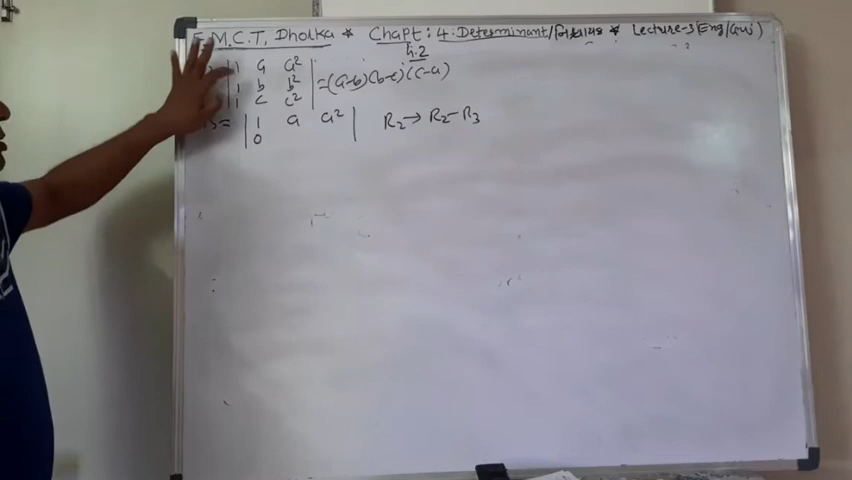 F.M.C.T, Dholka * Chapt: 4. Determinant/નિશ્ચાયક * Lecture-3(Eng/Guj)
4.2
| 1 a a² |
| 1 b b² | = (a-b)(b-c)(c-a)
| 1 c c² |
= | 1 a a² | R₂→ R₂-R₃
0